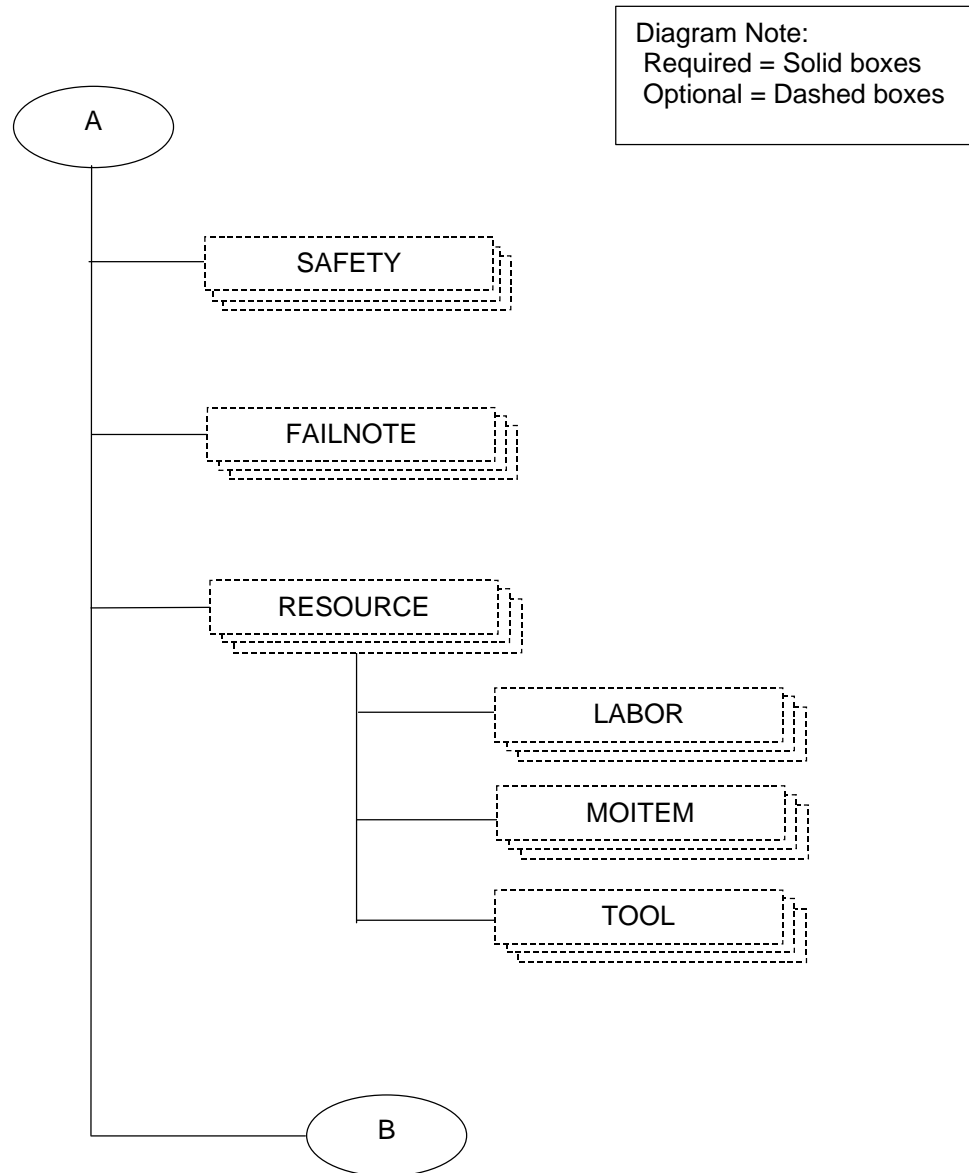 Diagram Note:
Required = Solid boxes
Optional = Dashed boxes
A
SAFETY
FAILNOTE
RESOURCE
LABOR
MOITEM
TOOL
B